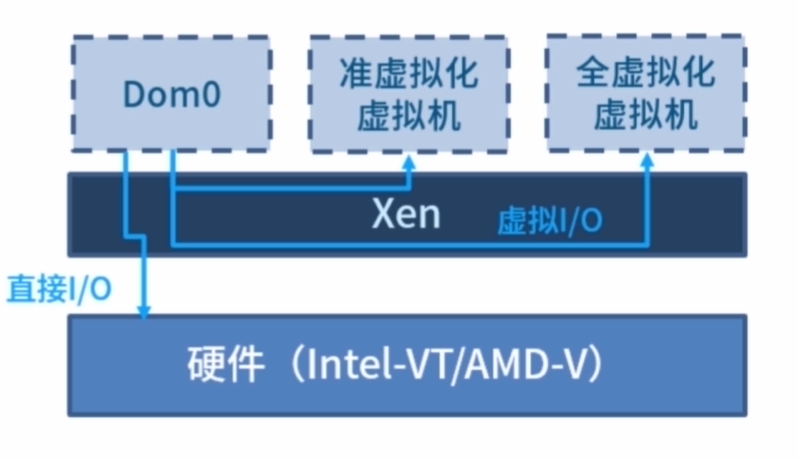 Dom0
准虚拟化
虚拟机
全虚拟化
虚拟机
Xen
虚拟I/O
直接I/O
硬件（Intel-VT/AMD-V）